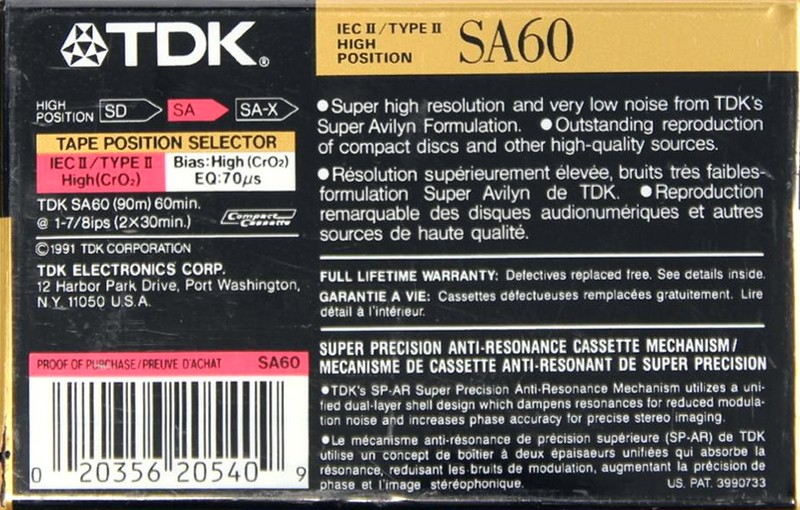 TDK®
IEC II/TYPE II
HIGH
POSITION
SA60
HIGH
POSITION
SD
SA
SA-X
TAPE POSITION SELECTOR
IEC II/TYPE II
High(CrO₂)
Bias:High (CrO₂)
EQ:70μs
TDK SA60 (90m) 60min.
@ 1-7/8ips (2×30min.)
Compact
Cassette
©1991 TDK CORPORATION
TDK ELECTRONICS CORP.
12 Harbor Park Drive, Port Washington,
N.Y. 11050 U.S.A.
PROOF OF PURCHASE/PREUVE D'ACHAT SA60
0 20356 20540 9
●Super high resolution and very low noise from TDK's
Super Avilyn Formulation. ●Outstanding reproduction
of compact discs and other high-quality sources.
●Résolution supérieurement élevée, bruits très faibles-
formulation Super Avilyn de TDK. ●Reproduction
remarquable des disques audionumériques et autres
sources de haute qualité.
FULL LIFETIME WARRANTY: Defectives replaced free. See details inside.
GARANTIE A VIE: Cassettes défectueuses remplacées gratuitement. Lire
détail à l'intérieur.
SUPER PRECISION ANTI-RESONANCE CASSETTE MECHANISM/
MECANISME DE CASSETTE ANTI-RESONANT DE SUPER PRECISION
●TDK's SP-AR Super Precision Anti-Resonance Mechanism utilizes a uni-
fied dual-layer shell design which dampens resonances for reduced modula-
tion noise and increases phase accuracy for precise stereo imaging.
●Le mécanisme anti-résonance de précision supérieure (SP-AR) de TDK
utilise un concept de boîtier à deux épaisaeurs unifiées qui absorbe la
résonance, reduisant les bruits de modulation, augmentant la précision de
phase et l'image stéréophonique. US. PAT. 3990733